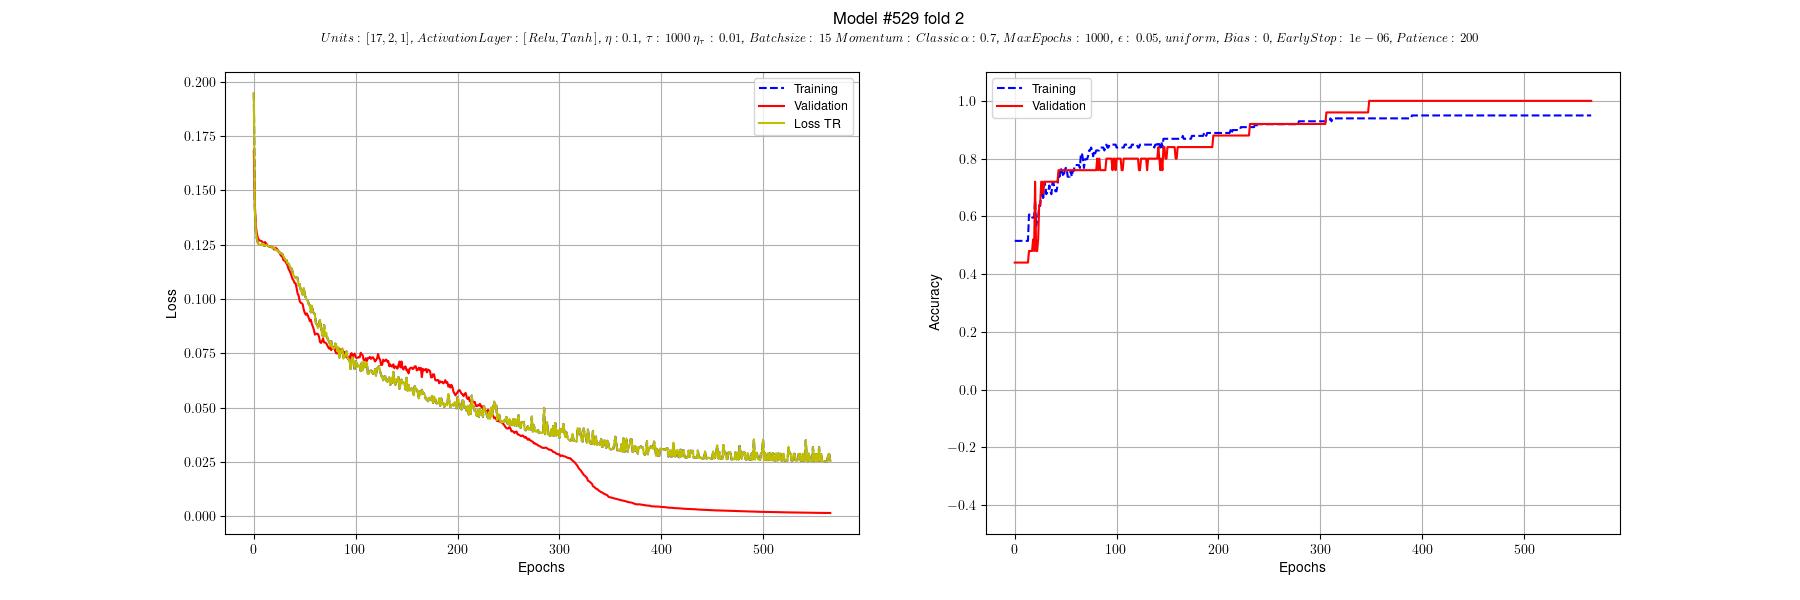 Model #529 fold 2
Units : [17, 2, 1], ActivationLayer : [Relu, Tanh], η : 0.1, τ : 1000 ητ : 0.01, Batchsize : 15 Momentum : Classic α : 0.7, MaxEpochs : 1000, ϵ : 0.05, uniform, Bias : 0, EarlyStop : 1e − 06, Patience : 200
0.200
0.175
0.150
0.125
0.100
0.075
0.050
0.025
0.000
Loss
Training
Validation
Loss TR
0 100 200 300 400 500
Epochs
1.0
0.8
0.6
0.4
0.2
0.0
−0.2
−0.4
Accuracy
Training
Validation
0 100 200 300 400 500
Epochs